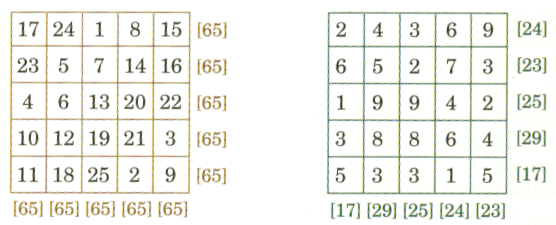 17 24 1 8 15 [65]
23 5 7 14 16 [65]
4 6 13 20 22 [65]
10 12 19 21 3 [65]
11 18 25 2 9 [65]
[65] [65] [65] [65] [65]
2 4 3 6 9 [24]
6 5 2 7 3 [23]
1 9 9 4 2 [25]
3 8 8 6 4 [29]
5 3 3 1 5 [17]
[17] [29] [25] [24] [23]